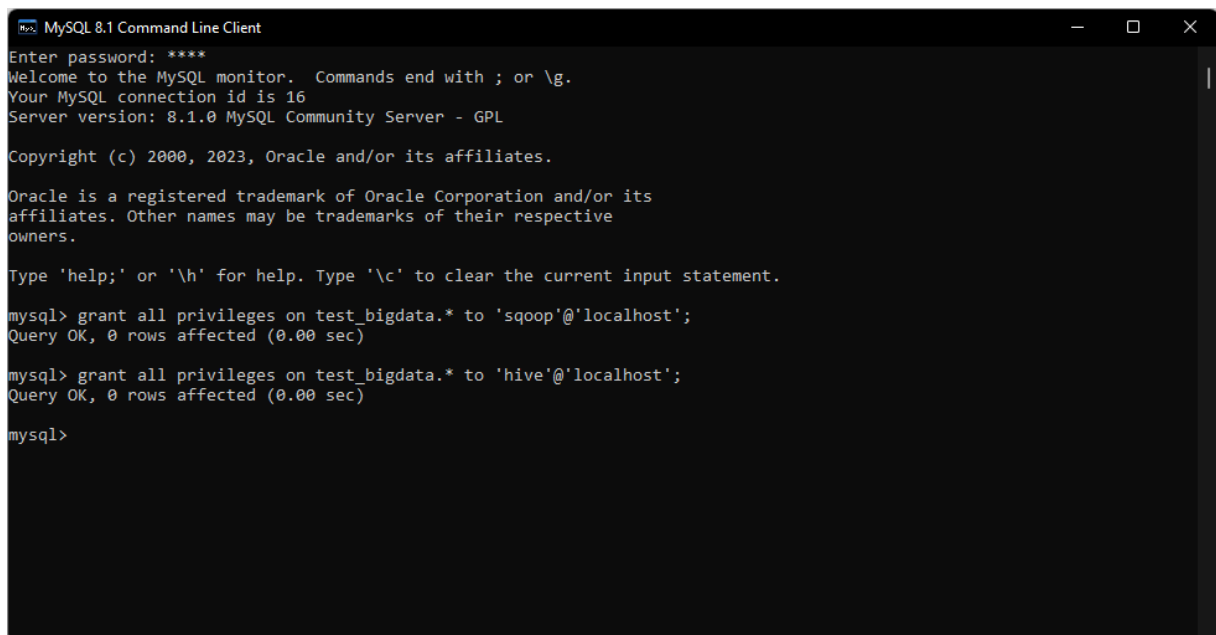 MySQL 8.1 Command Line Client
Enter password: ****
Welcome to the MySQL monitor.  Commands end with ; or \g.
Your MySQL connection id is 16
Server version: 8.1.0 MySQL Community Server - GPL
Copyright (c) 2000, 2023, Oracle and/or its affiliates.
Oracle is a registered trademark of Oracle Corporation and/or its
affiliates. Other names may be trademarks of their respective
owners.
Type 'help;' or '\h' for help. Type '\c' to clear the current input statement.
mysql> grant all privileges on test_bigdata.* to 'sqoop'@'localhost';
Query OK, 0 rows affected (0.00 sec)
mysql> grant all privileges on test_bigdata.* to 'hive'@'localhost';
Query OK, 0 rows affected (0.00 sec)
mysql>